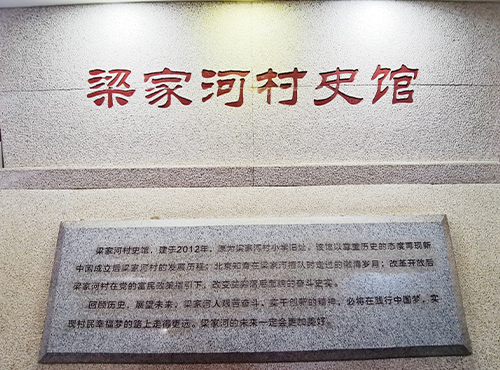 梁家河村史馆
梁家河村史馆，建于2012年，原为梁家河村小学旧址，该馆以尊重历史的态度再现新
中国成立后梁家河村的发展历程；北京知青在梁家河插队时走过的艰苦岁月；改革开放后
梁家河村在党的富民政策指引下，改变贫穷落后面貌的奋斗史实。
回顾历史，展望未来，梁家河人艰苦奋斗、实干创新的精神，必将在践行中国梦，实
现村民幸福梦的路上走得更远。梁家河的未来一定会更加美好。